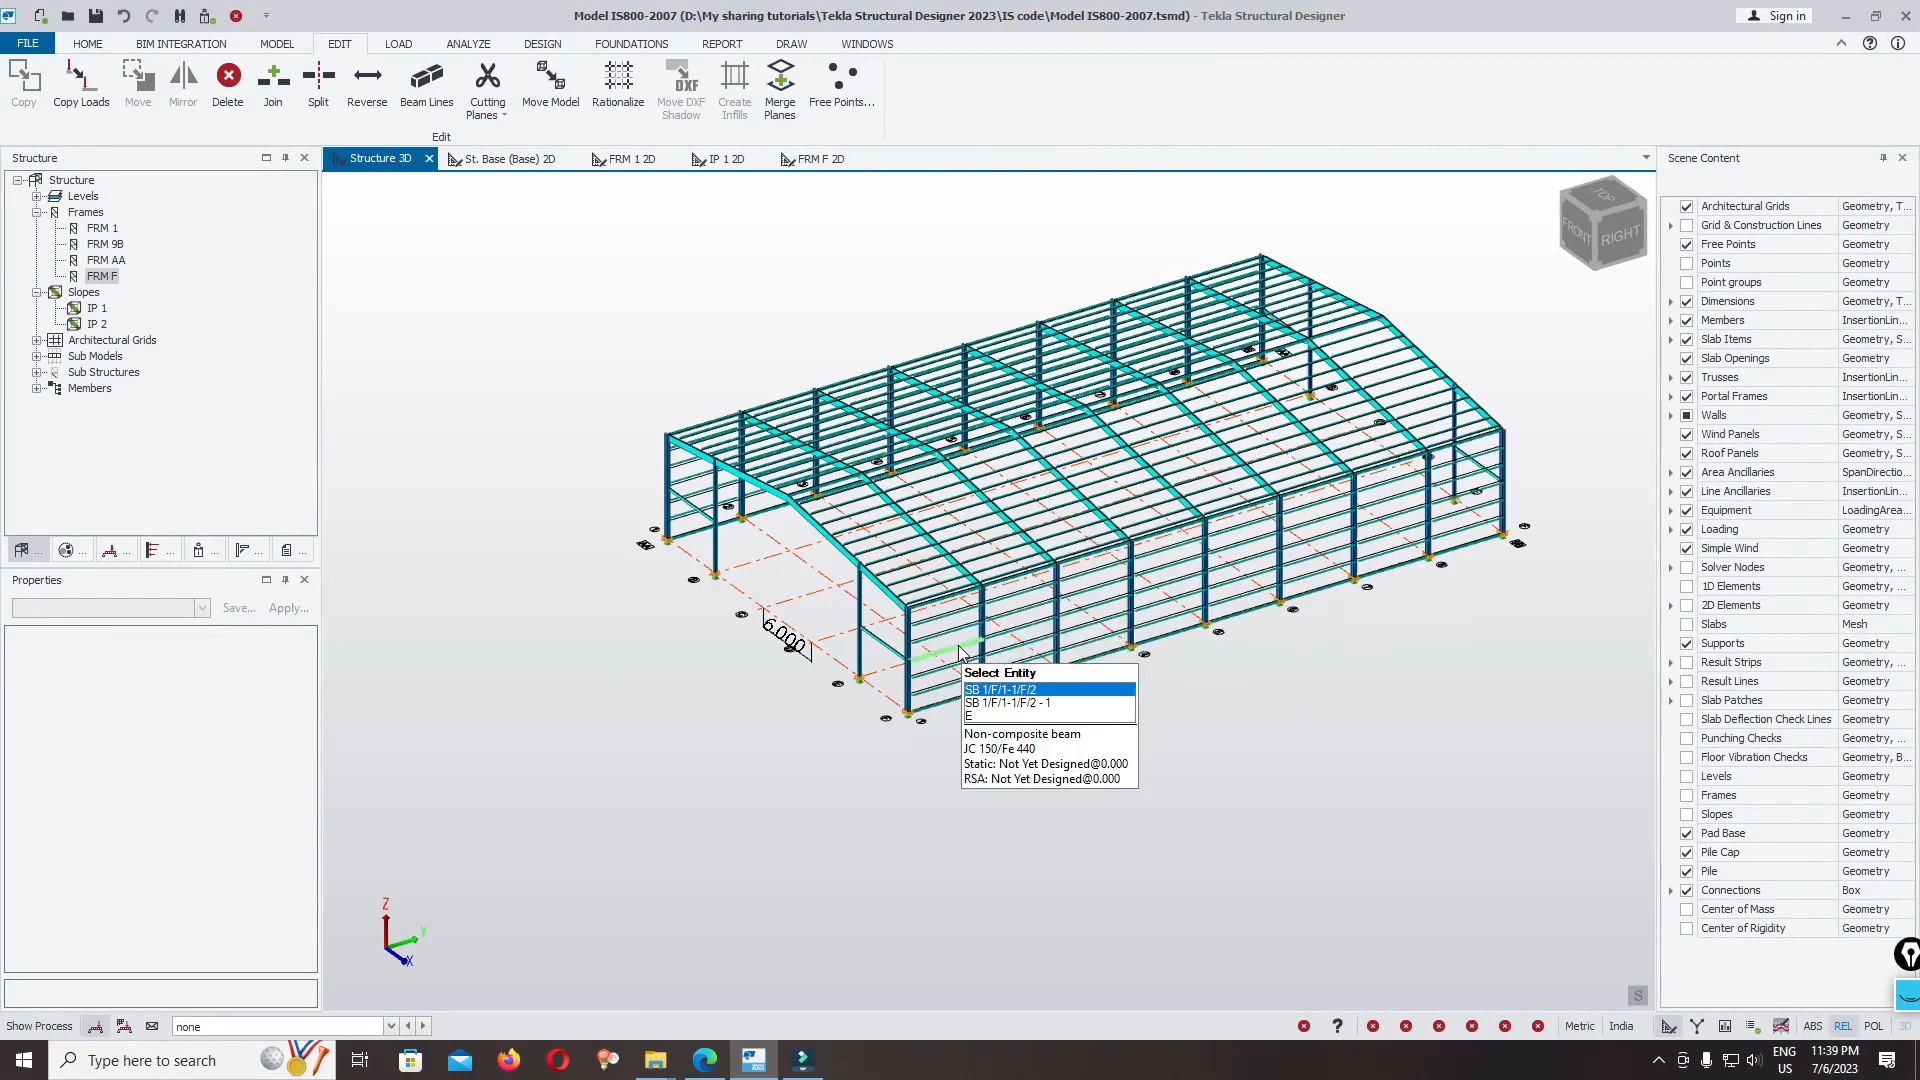 Model IS800-2007 (D:\My sharing tutorials\Tekla Structural Designer 2023\IS code\Model IS800-2007.tsmd) - Tekla Structural Designer
Sign in
FILE HOME BIM INTEGRATION MODEL EDIT LOAD ANALYZE DESIGN FOUNDATIONS REPORT DRAW WINDOWS
Copy Copy Loads Move Mirror Delete Join Split Reverse Beam Lines Cutting Planes Move Model Rationalize Move DXF Shadow Create Infills Merge Planes Free Points...
DXF
Edit
Structure
Structure 3D
St. Base (Base) 2D
FRM 1 2D
IP 1 2D
FRM F 2D
Scene Content
Structure
Levels
Frames
FRM 1
FRM 9B
FRM AA
FRM F
Slopes
IP 1
IP 2
Architectural Grids
Sub Models
Sub Structures
Members
Properties
Save... Apply...
TOP
FRONT
RIGHT
6.000
Select Entity
SB 1/F/1-1/F/2
SB 1/F/1-1/F/2 - 1
E
Non-composite beam
JC 150/Fe 440
Static: Not Yet Designed@0.000
RSA: Not Yet Designed@0.000
Z
Y
X
S
Architectural Grids Geometry, T...
Grid & Construction Lines Geometry
Free Points Geometry
Points Geometry
Point groups Geometry
Dimensions Geometry, T...
Members InsertionLin...
Slab Items Geometry, S...
Slab Openings Geometry
Trusses InsertionLin...
Portal Frames InsertionLin...
Walls Geometry, S...
Wind Panels Geometry, S...
Roof Panels Geometry, S...
Area Ancillaries SpanDirectio...
Line Ancillaries InsertionLin...
Equipment LoadingArea...
Loading Geometry
Simple Wind Geometry
Solver Nodes Geometry, ...
1D Elements Geometry
2D Elements Geometry
Slabs Mesh
Supports Geometry
Result Strips Geometry
Result Lines Geometry
Slab Patches Geometry
Slab Deflection Check Lines Geometry
Punching Checks Geometry, ...
Floor Vibration Checks Geometry, B...
Levels Geometry
Frames Geometry
Slopes Geometry
Pad Base Geometry
Pile Cap Geometry
Pile Geometry
Connections Box
Center of Mass Geometry
Center of Rigidity Geometry
Show Process none
Metric India ABS REL POL 3D
Type here to search
2023
ENG
US
11:39 PM
7/6/2023